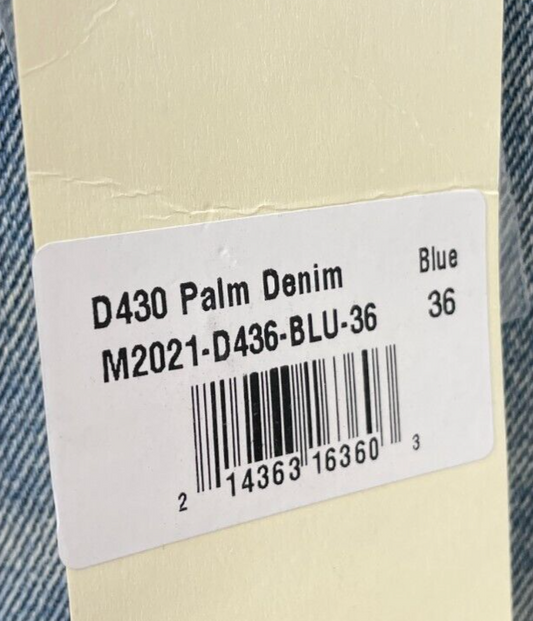 D430 Palm Denim
Blue
M2021-D436-BLU-36
36
2 14363 16360 3